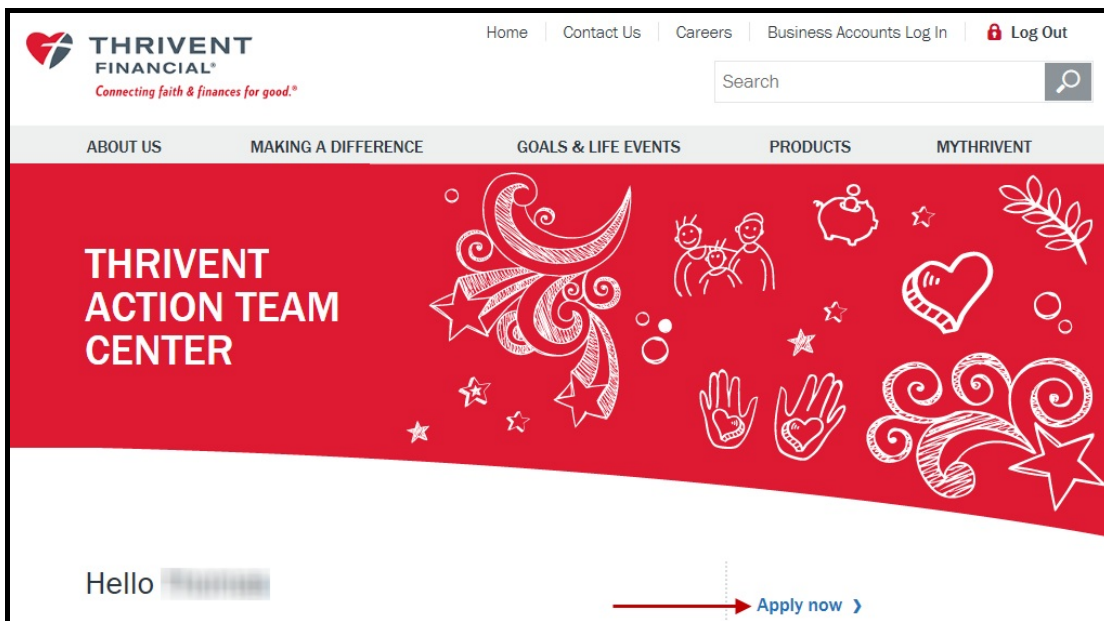 Home Contact Us Careers Business Accounts Log In Log Out
THRIVENT
FINANCIAL®
Connecting faith & finances for good.®
Search
ABOUT US MAKING A DIFFERENCE GOALS & LIFE EVENTS PRODUCTS MYTHRIVENT
THRIVENT
ACTION TEAM
CENTER
Hello
Apply now ❯